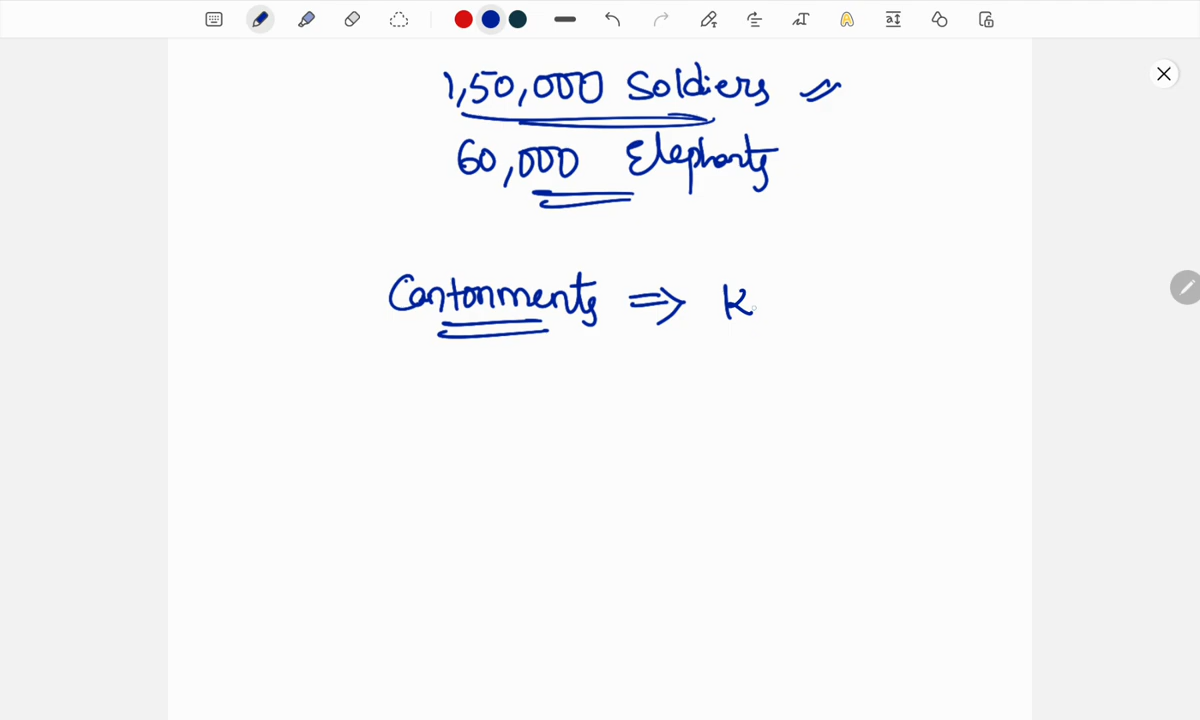 1,50,000 Soldiers
60,000 Elephants
Cantonments ⇒ K